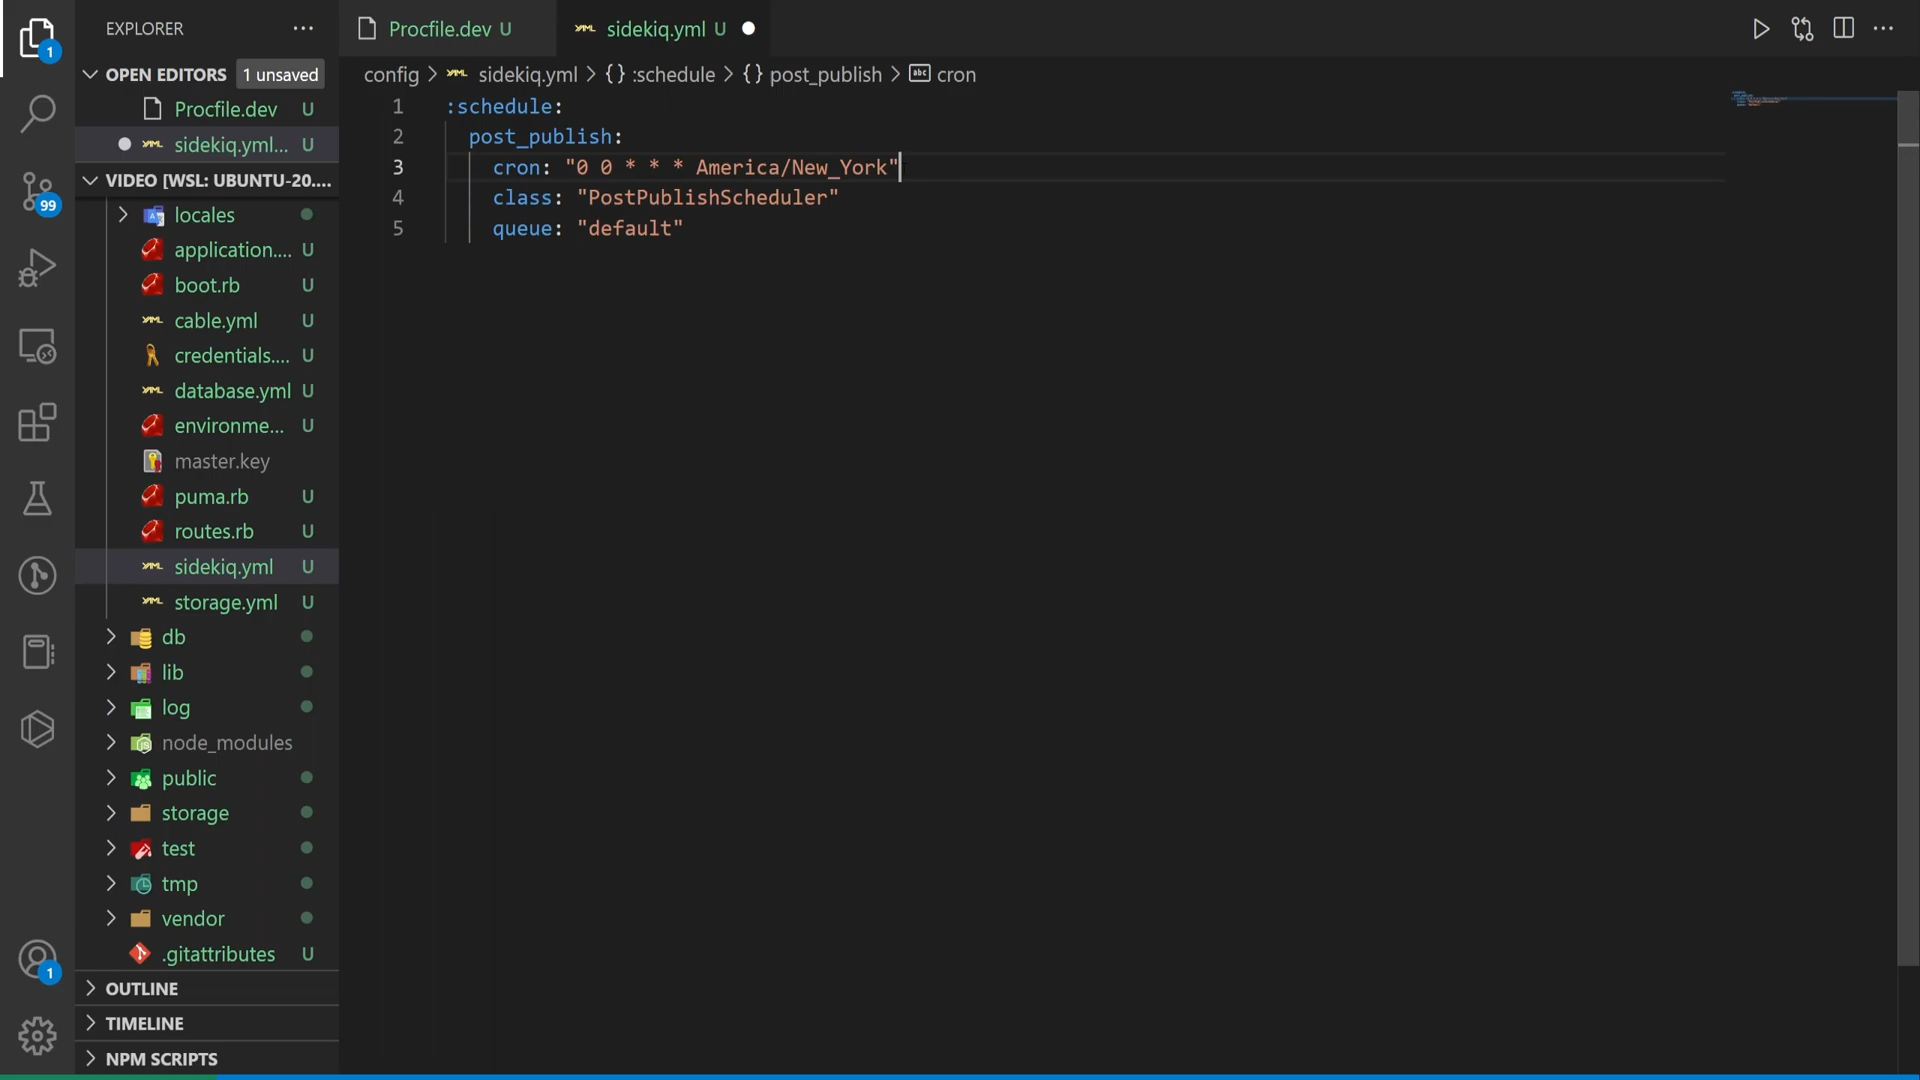 EXPLORER
Procfile.dev U
sidekiq.yml U
OPEN EDITORS 1 unsaved
config > sidekiq.yml > {} :schedule > {} post_publish > abc cron
Procfile.dev U
sidekiq.yml... U
VIDEO [WSL: UBUNTU-20....
locales
application.... U
boot.rb U
cable.yml U
credentials.... U
database.yml U
environme... U
master.key
puma.rb U
routes.rb U
sidekiq.yml U
storage.yml U
db
lib
log
node_modules
public
storage
test
tmp
vendor
.gitattributes U
OUTLINE
TIMELINE
NPM SCRIPTS
1 :schedule:
2 post_publish:
3 cron: "0 0 * * * America/New_York"
4 class: "PostPublishScheduler"
5 queue: "default"
1
99
1